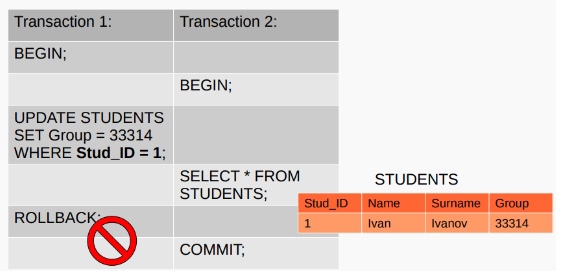 Transaction 1:
Transaction 2:
BEGIN;
BEGIN;
UPDATE STUDENTS
SET Group = 33314
WHERE Stud_ID = 1;
SELECT * FROM
STUDENTS;
STUDENTS
Stud_ID Name Surname Group
1 Ivan Ivanov 33314
ROLLBACK;
COMMIT;